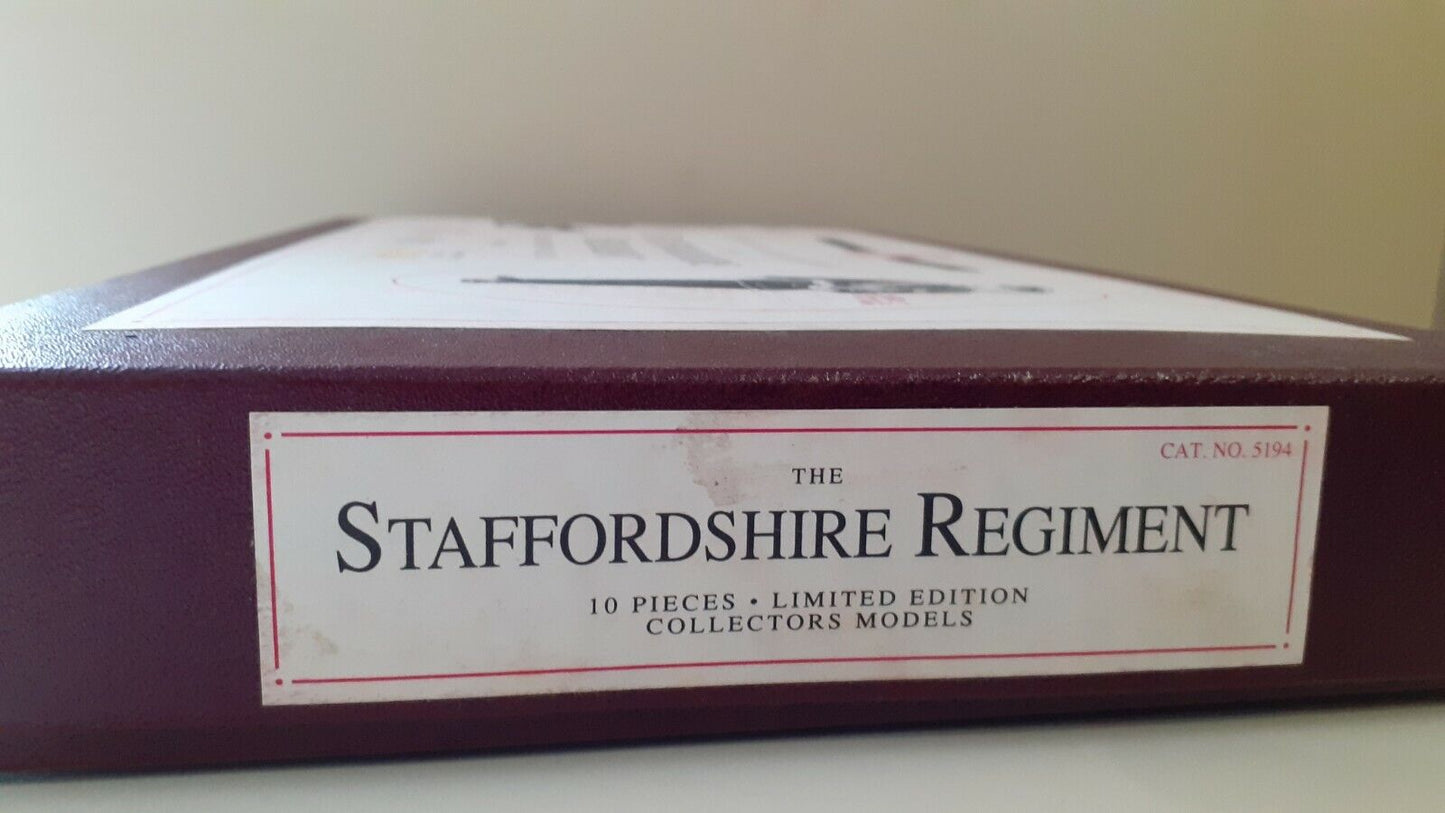 CAT. NO. 5194
THE
STAFFORDSHIRE REGIMENT
10 PIECES • LIMITED EDITION
COLLECTORS MODELS